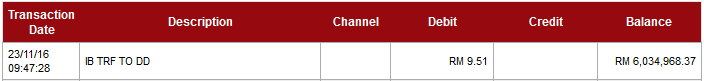 Transaction Date Description Channel Debit Credit Balance
23/11/16 09:47:28 IB TRF TO DD RM 9.51 RM 6,034,968.37